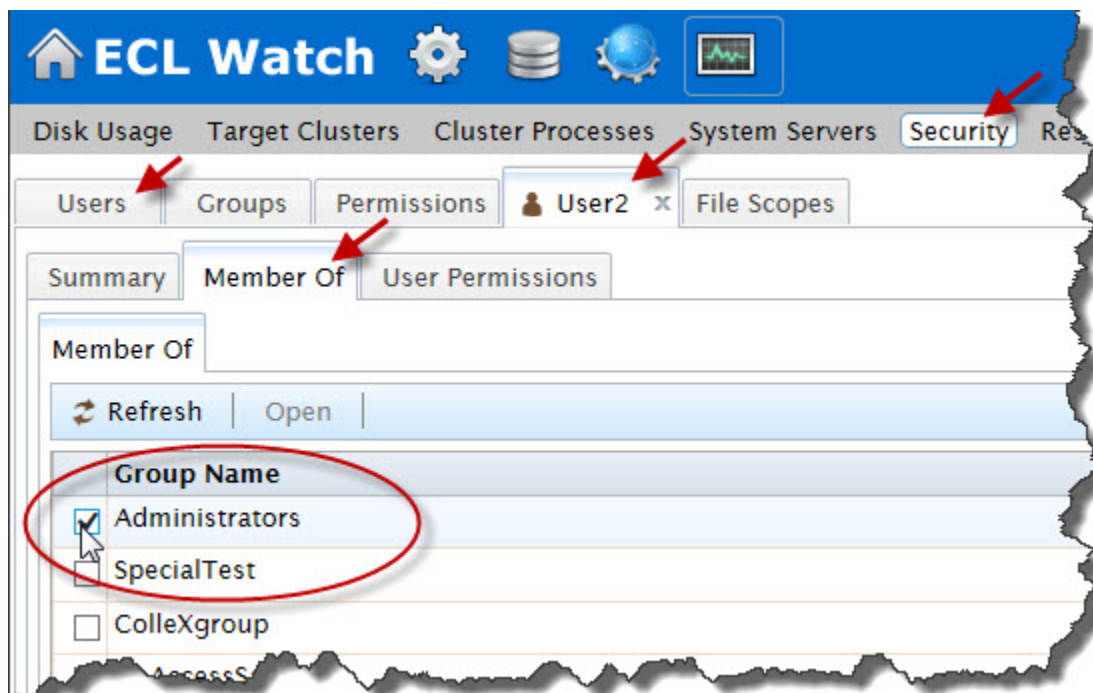 ECL Watch
Disk Usage Target Clusters Cluster Processes System Servers Security Res
Users Groups Permissions User2 x File Scopes
Summary Member Of User Permissions
Member Of
Refresh Open
Group Name
Administrators
SpecialTest
ColleXgroup